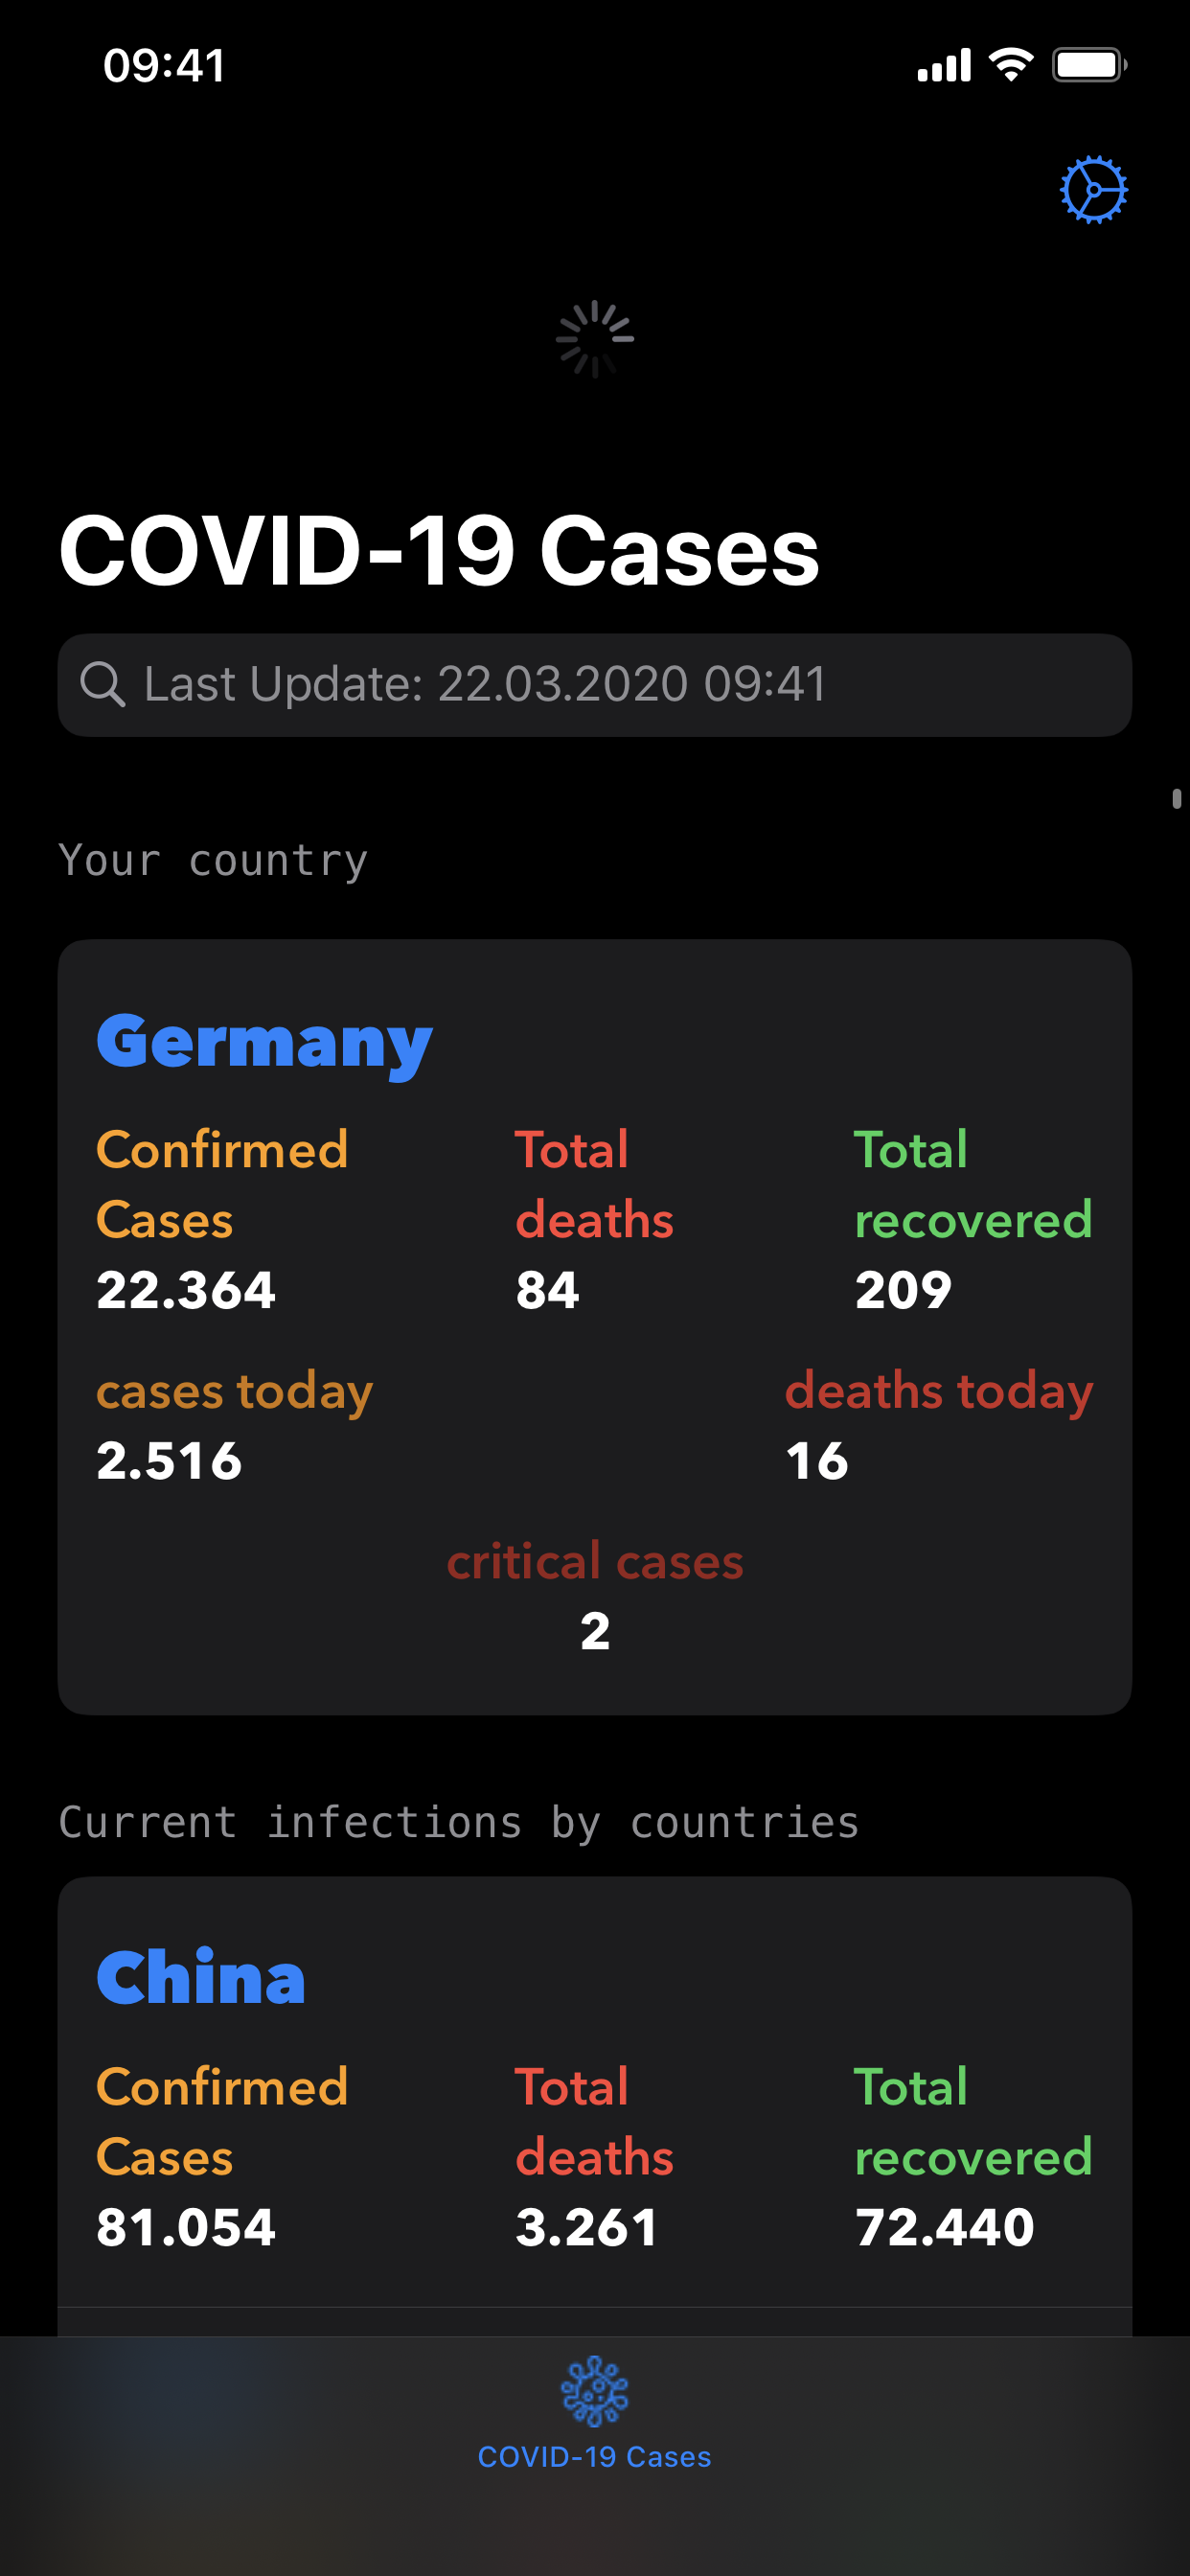 09:41
COVID-19 Cases
Last Update: 22.03.2020 09:41
Your country
Germany
Confirmed Cases
Total deaths
Total recovered
22.364
84
209
cases today
deaths today
2.516
16
critical cases
2
Current infections by countries
China
Confirmed Cases
Total deaths
Total recovered
81.054
3.261
72.440
COVID-19 Cases